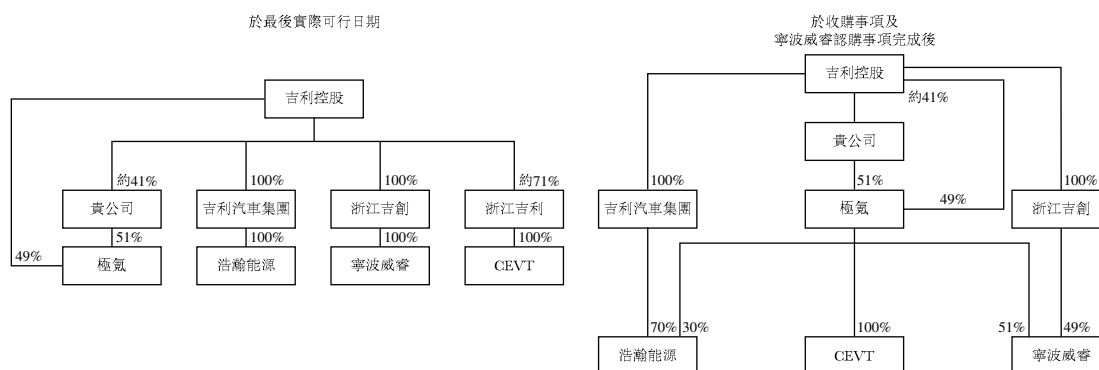 於最後實際可行日期
吉利控股
約41%
100%
100%
約71%
貴公司
吉利汽車集團
浙江吉創
浙江吉利
51%
100%
100%
100%
49%
極氪
浩瀚能源
寧波威睿
CEVT
於收購事項及
寧波威睿認購事項完成後
吉利控股
約41%
貴公司
100%
51%
100%
吉利汽車集團
極氪
49%
浙江吉創
70%
30%
100%
51%
49%
浩瀚能源
CEVT
寧波威睿